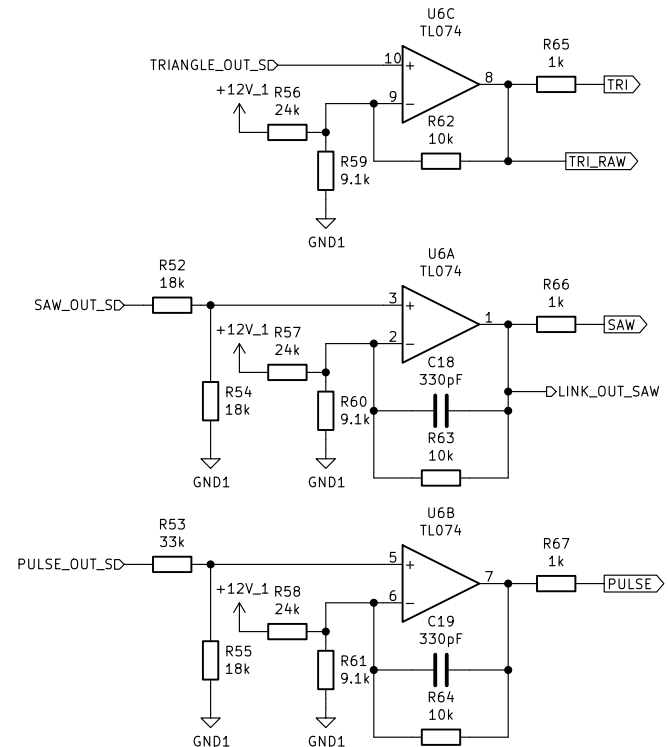 U6C
TL074
TRIANGLE_OUT_S
10
+
9
-
8
R65
1k
TRI
+12V_1
R56
24k
R62
10k
TRI_RAW
R59
9.1k
GND1
U6A
TL074
R52
18k
SAW_OUT_S
3
+
2
-
1
R66
1k
SAW
+12V_1
R57
24k
C18
330pF
LINK_OUT_SAW
R54
18k
R60
9.1k
R63
10k
GND1
GND1
U6B
TL074
R53
33k
PULSE_OUT_S
5
+
6
-
7
R67
1k
PULSE
+12V_1
R58
24k
C19
330pF
R55
18k
R61
9.1k
R64
10k
GND1
GND1